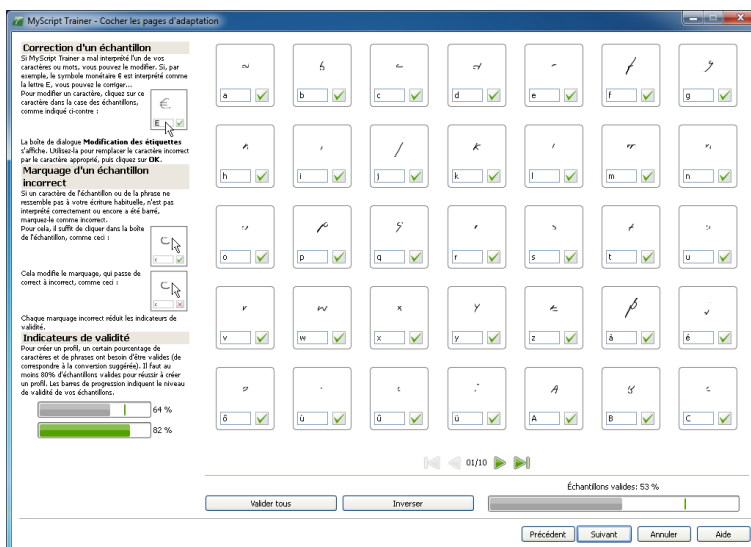 MyScript Trainer - Cocher les pages d'adaptation
Correction d'un échantillon
Si MyScript Trainer a mal interprété l'un de vos
caractères ou mots, vous pouvez le modifier. Si, par
exemple, le symbole monétaire € est interprété comme
la lettre E, vous pouvez le corriger...
Pour modifier un caractère, cliquez sur ce
caractère dans la case des échantillons,
comme indiqué ci-contre :
€
E
La boîte de dialogue Modification des étiquettes
s'affiche. Utilisez-la pour remplacer le caractère incorrect
par le caractère approprié, puis cliquez sur OK.
Marquage d'un échantillon
incorrect
Si un caractère de l'échantillon ou de la phrase ne
ressemble pas à votre écriture habituelle, n'est pas
interprété correctement ou encore a été barré,
marquez-le comme incorrect.
Pour cela, il suffit de cliquer dans la boîte
de l'échantillon, comme ceci :
c
c
Cela modifie le marquage, qui passe de
correct à incorrect, comme ceci :
c
c
Chaque marquage incorrect réduit les indicateurs de
validité.
Indicateurs de validité
Pour créer un profil, un certain pourcentage de
caractères et de phrases ont besoin d'être valides (de
correspondre à la conversion suggérée). Il faut au
moins 80% d'échantillons valides pour réussir à créer
un profil. Les barres de progression indiquent le niveau
de validité de vos échantillons.
64 %
82 %
a b c d e f g
h i j k l m n
o p q r s t u
v w x y z à é
ô ù û ü A B C
01/10
Échantillons valides: 53 %
Valider tous
Inverser
Précédent
Suivant
Annuler
Aide